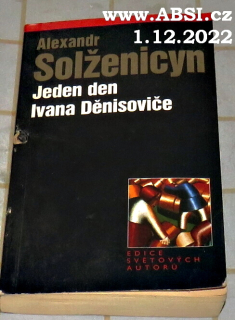 www.ABSI.cz
Alexandr
1.12.2022
Solženicyn
Jeden den
Ivana Děnisoviče
EDICE
SVĚTOVÝCH
AUTORŮ